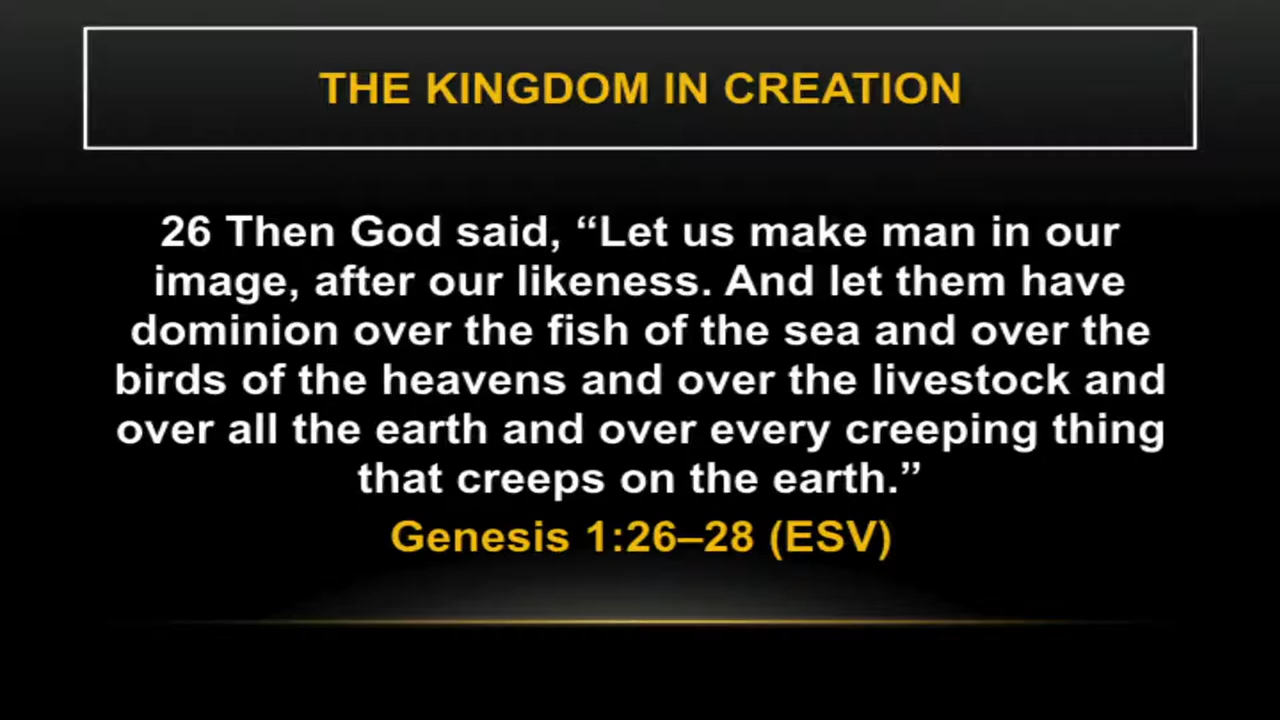 THE KINGDOM IN CREATION
26 Then God said, “Let us make man in our
image, after our likeness. And let them have
dominion over the fish of the sea and over the
birds of the heavens and over the livestock and
over all the earth and over every creeping thing
that creeps on the earth.”
Genesis 1:26–28 (ESV)